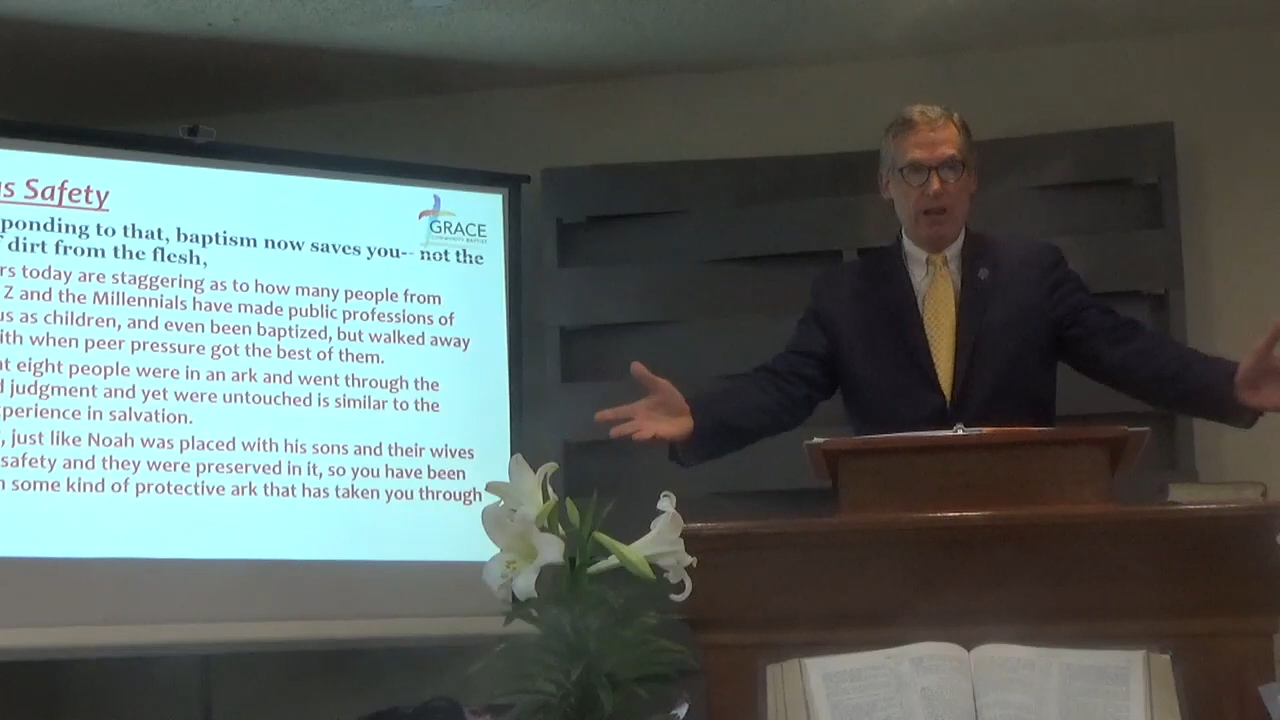 s Safety
GRACE
COMMUNITY BAPTIST
ponding to that, baptism now saves you-- not the
f dirt from the flesh,
rs today are staggering as to how many people from
Z and the Millennials have made public professions of
us as children, and even been baptized, but walked away
ith when peer pressure got the best of them.
at eight people were in an ark and went through the
d judgment and yet were untouched is similar to the
perience in salvation.
, just like Noah was placed with his sons and their wives
safety and they were preserved in it, so you have been
n some kind of protective ark that has taken you through